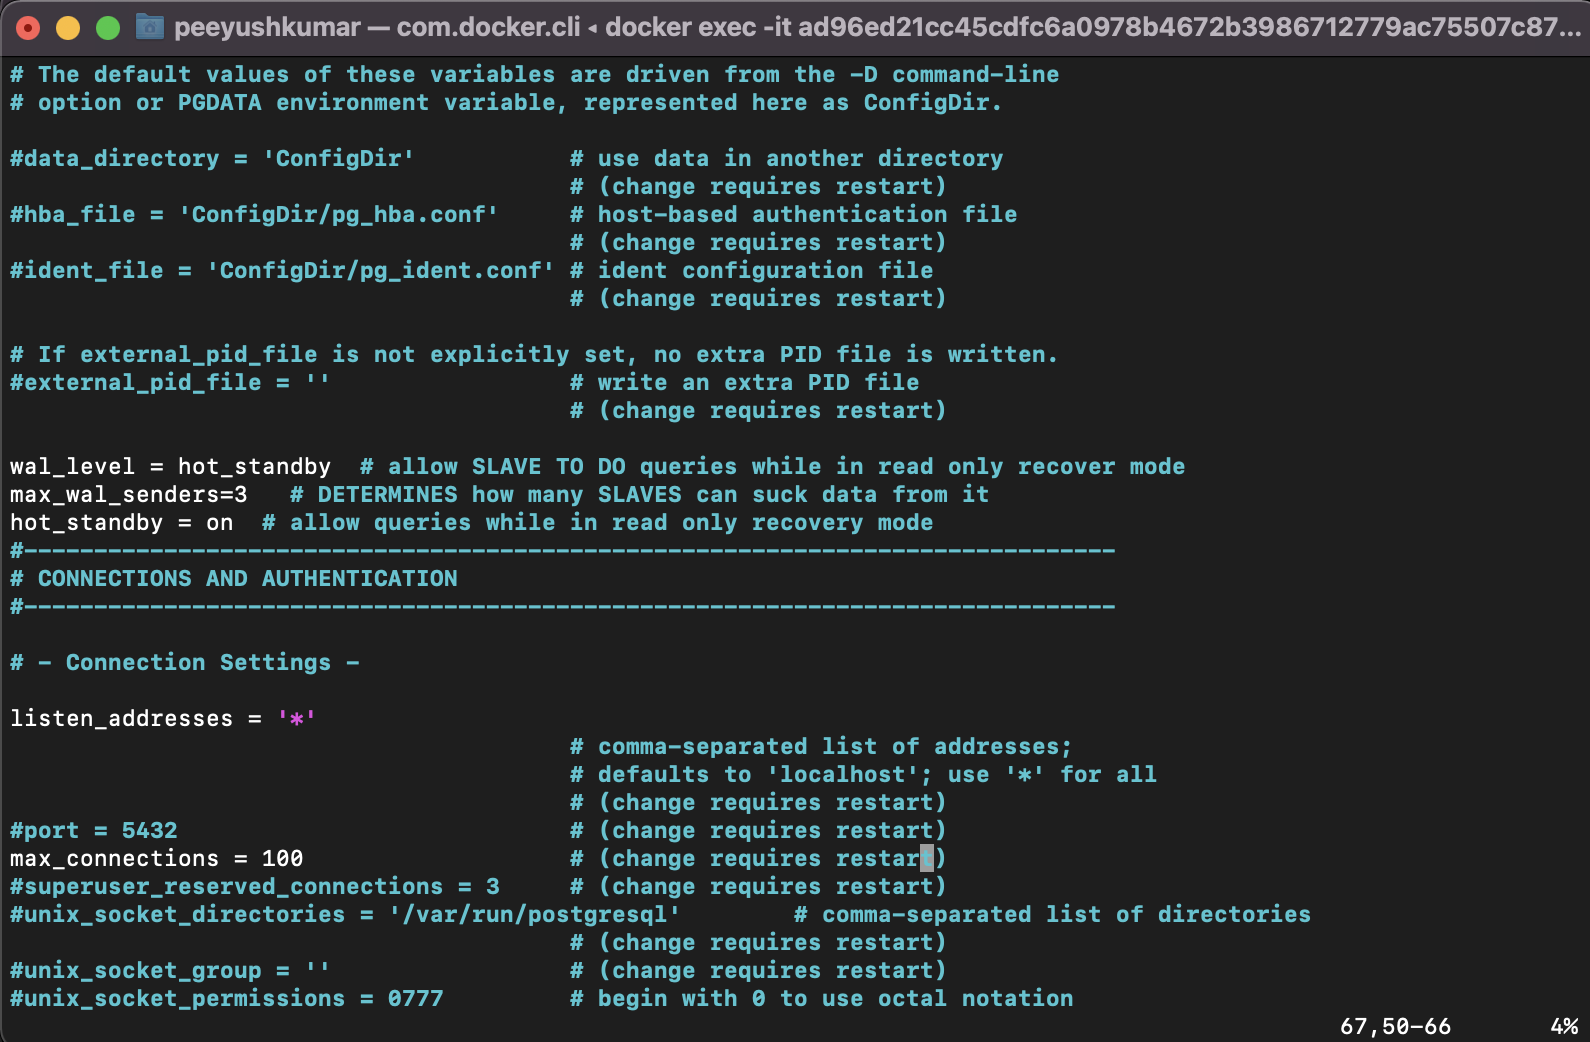 peeyushkumar — com.docker.cli ◂ docker exec -it ad96ed21cc45cdfc6a0978b4672b3986712779ac75507c87...
# The default values of these variables are driven from the -D command-line
# option or PGDATA environment variable, represented here as ConfigDir.
#data_directory = 'ConfigDir'           # use data in another directory
                                        # (change requires restart)
#hba_file = 'ConfigDir/pg_hba.conf'     # host-based authentication file
                                        # (change requires restart)
#ident_file = 'ConfigDir/pg_ident.conf' # ident configuration file
                                        # (change requires restart)
# If external_pid_file is not explicitly set, no extra PID file is written.
#external_pid_file = ''                 # write an extra PID file
                                        # (change requires restart)
wal_level = hot_standby  # allow SLAVE TO DO queries while in read only recover mode
max_wal_senders=3   # DETERMINES how many SLAVES can suck data from it
hot_standby = on  # allow queries while in read only recovery mode
#------------------------------------------------------------------------------
# CONNECTIONS AND AUTHENTICATION
#------------------------------------------------------------------------------
# - Connection Settings -
listen_addresses = '*'
                                        # comma-separated list of addresses;
                                        # defaults to 'localhost'; use '*' for all
                                        # (change requires restart)
#port = 5432                            # (change requires restart)
max_connections = 100                   # (change requires restart)
#superuser_reserved_connections = 3     # (change requires restart)
#unix_socket_directories = '/var/run/postgresql'        # comma-separated list of directories
                                        # (change requires restart)
#unix_socket_group = ''                 # (change requires restart)
#unix_socket_permissions = 0777         # begin with 0 to use octal notation
67,50-66       4%